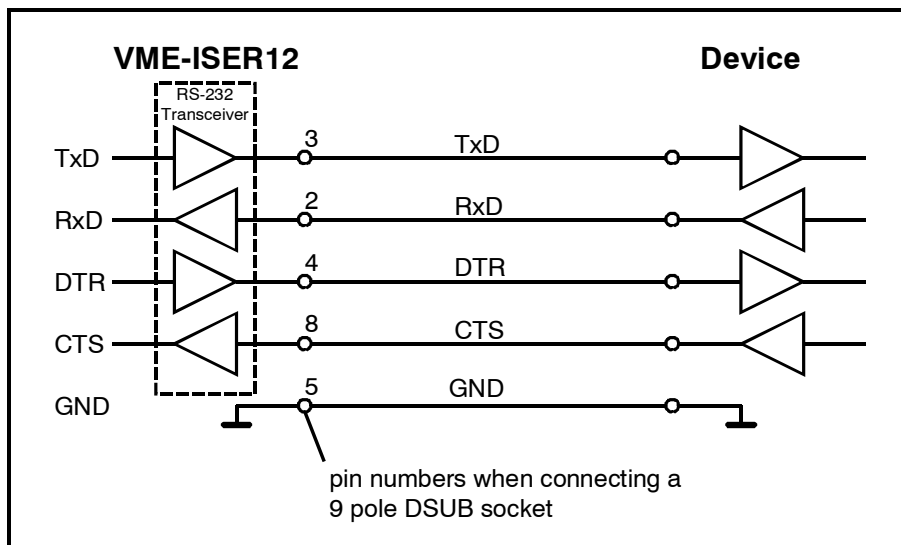 VME-ISER12 Device
RS-232
Transceiver
TxD 3 TxD
RxD 2 RxD
DTR 4 DTR
CTS 8 CTS
GND 5 GND
pin numbers when connecting a
9 pole DSUB socket